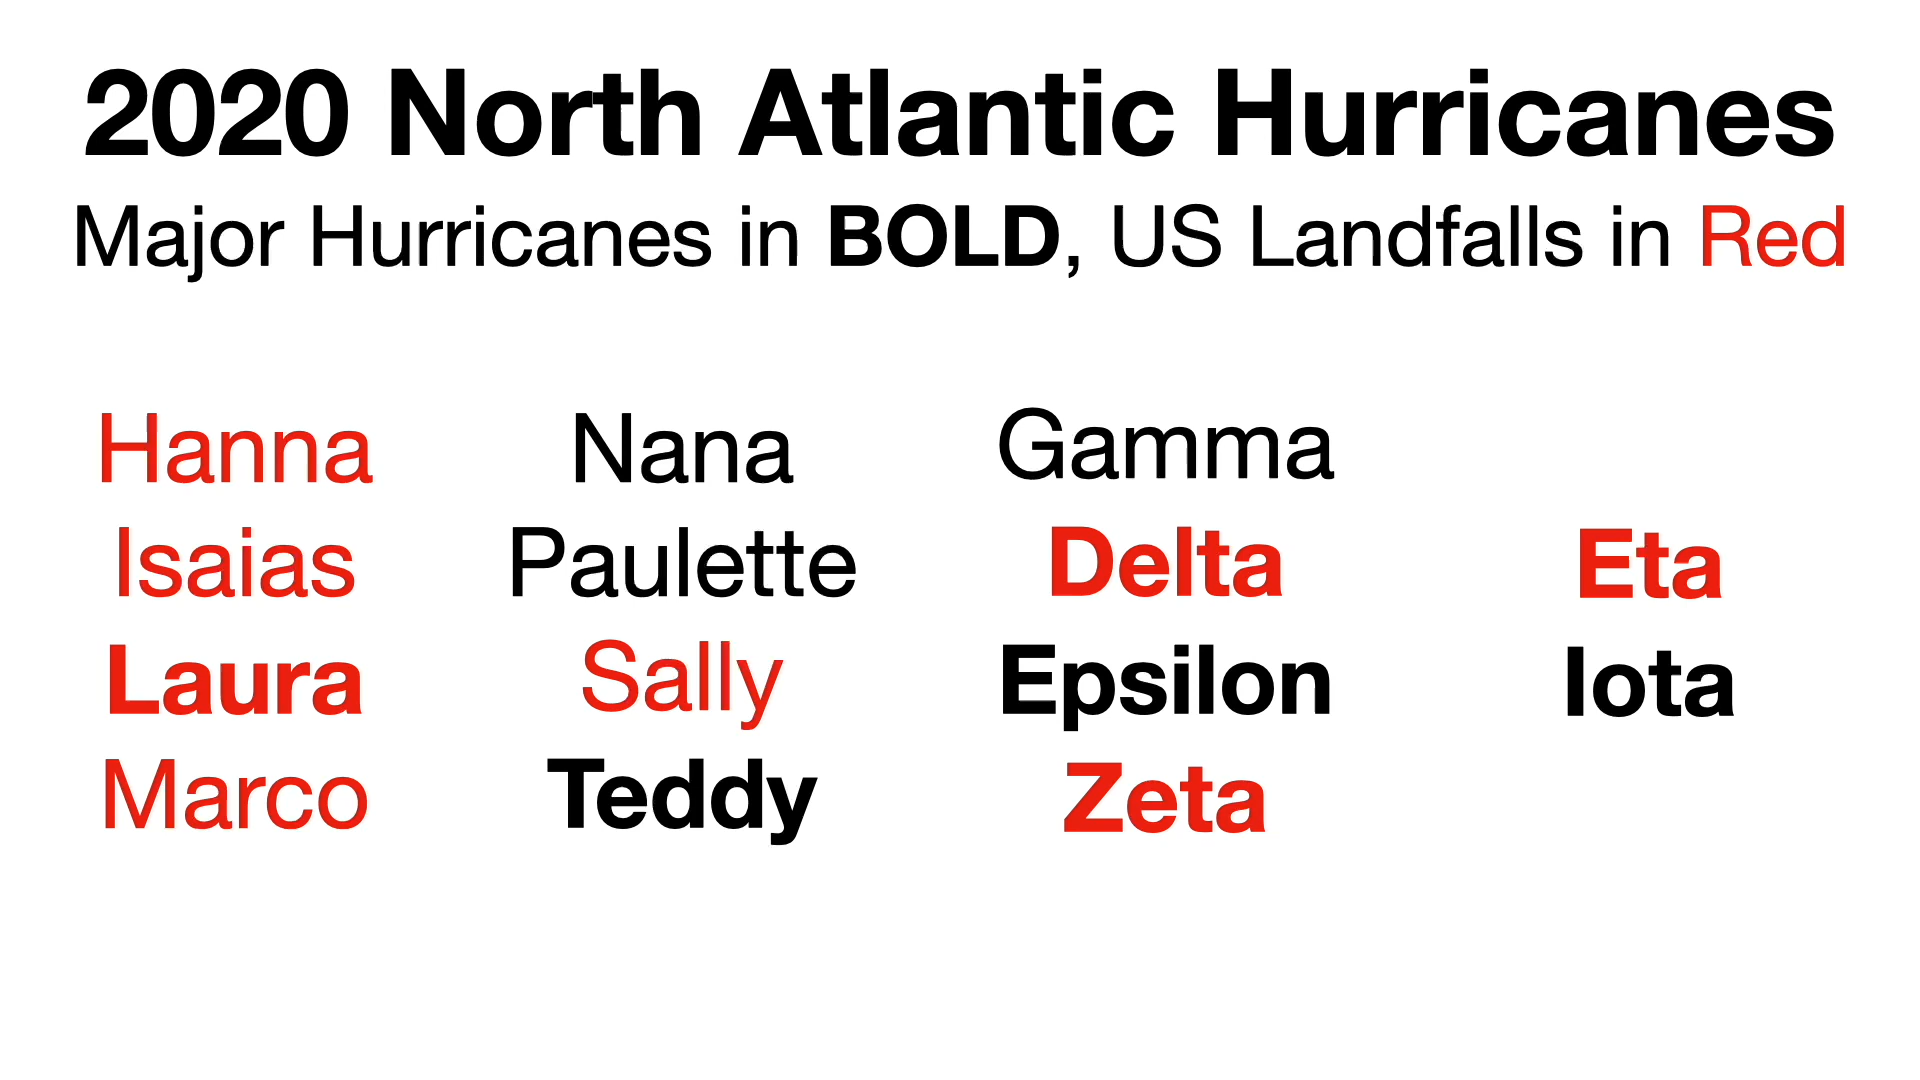 2020 North Atlantic Hurricanes
Major Hurricanes in BOLD, US Landfalls in Red
Hanna
Isaias
Laura
Marco
Nana
Paulette
Sally
Teddy
Gamma
Delta
Epsilon
Zeta
Eta
Iota